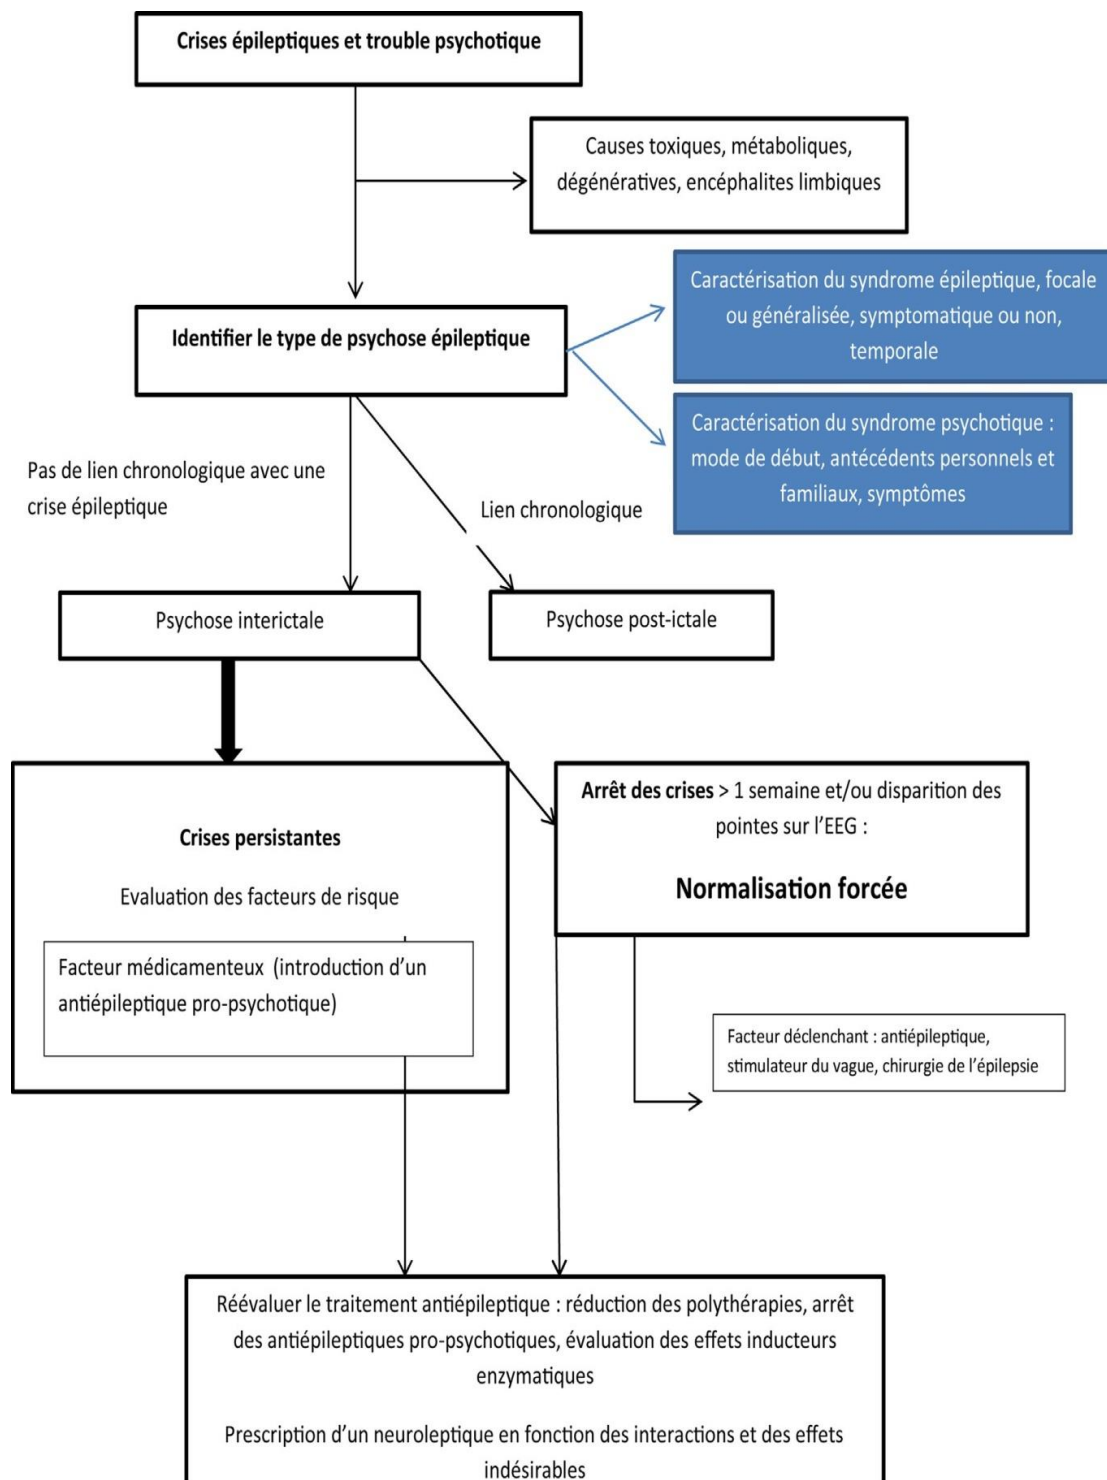 Crises épileptiques et trouble psychotique
Causes toxiques, métaboliques,
dégénératives, encéphalites limbiques
Caractérisation du syndrome épileptique, focale
ou généralisée, symptomatique ou non,
temporale
Identifier le type de psychose épileptique
Caractérisation du syndrome psychotique :
mode de début, antécédents personnels et
familiaux, symptômes
Pas de lien chronologique avec une
crise épileptique
Lien chronologique
Psychose interictale
Psychose post-ictale
Crises persistantes
Evaluation des facteurs de risque
Facteur médicamenteux (introduction d’un
antiépileptique pro-psychotique)
Arrêt des crises > 1 semaine et/ou disparition des
pointes sur l’EEG :
Normalisation forcée
Facteur déclenchant : antiépileptique,
stimulateur du vague, chirurgie de l’épilepsie
Réévaluer le traitement antiépileptique : réduction des polythérapies, arrêt
des antiépileptiques pro-psychotiques, évaluation des effets inducteurs
enzymatiques
Prescription d’un neuroleptique en fonction des interactions et des effets
indésirables